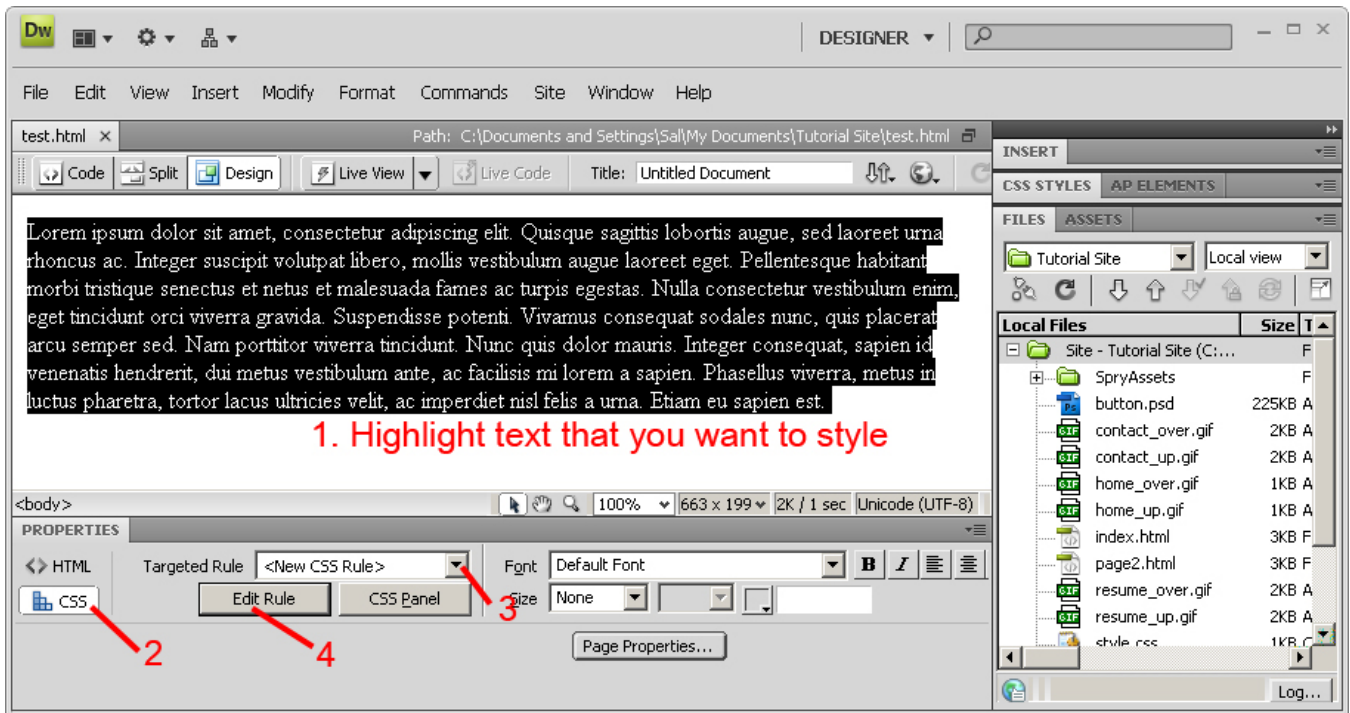 Dw DESIGNER
File Edit View Insert Modify Format Commands Site Window Help
test.html × Path: C:\Documents and Settings\Sal\My Documents\Tutorial Site\test.html
Code Split Design Live View Live Code Title: Untitled Document
Lorem ipsum dolor sit amet, consectetur adipiscing elit. Quisque sagittis lobortis augue, sed laoreet urna
rhoncus ac. Integer suscipit volutpat libero, mollis vestibulum augue laoreet eget. Pellentesque habitant
morbi tristique senectus et netus et malesuada fames ac turpis egestas. Nulla consectetur vestibulum enim,
eget tincidunt orci viverra gravida. Suspendisse potenti. Vivamus consequat sodales nunc, quis placerat
arcu semper sed. Nam porttitor viverra tincidunt. Nunc quis dolor mauris. Integer consequat, sapien id
venenatis hendrerit, dui metus vestibulum ante, ac facilisis mi lorem a sapien. Phasellus viverra, metus in
luctus pharetra, tortor lacus ultricies velit, ac imperdiet nisl felis a urna. Etiam eu sapien est.
1. Highlight text that you want to style
<body> 100% 663 x 199 2K / 1 sec Unicode (UTF-8)
PROPERTIES
<> HTML Targeted Rule <New CSS Rule> Font Default Font B I
CSS Edit Rule CSS Panel Size None
2 4 3
Page Properties...
INSERT
CSS STYLES AP ELEMENTS
FILES ASSETS
Tutorial Site Local view
Local Files Size T
Site - Tutorial Site (C:... F
SpryAssets F
Ps button.psd 225KB A
GIF contact_over.gif 2KB A
GIF contact_up.gif 2KB A
GIF home_over.gif 1KB A
GIF home_up.gif 1KB A
index.html 3KB F
page2.html 3KB F
GIF resume_over.gif 2KB A
GIF resume_up.gif 2KB A
style.css 1KB C
Log...